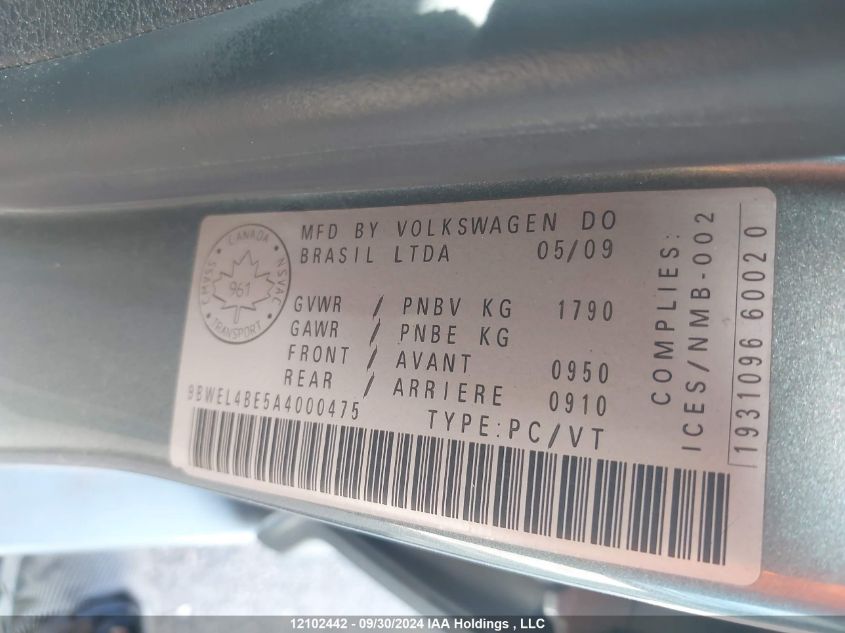 CANADA
CMVSS
NSVAC
961
TRANSPORT
MFD BY VOLKSWAGEN DO
BRASIL LTDA 05/09
GVWR / PNBV KG 1790
GAWR / PNBE KG
FRONT / AVANT 0950
REAR / ARRIERE 0910
9BWEL4BE5A4000475 TYPE:PC/VT
COMPLIES:
ICES/NMB-002
1931096 60020
12102442 - 09/30/2024 IAA Holdings , LLC